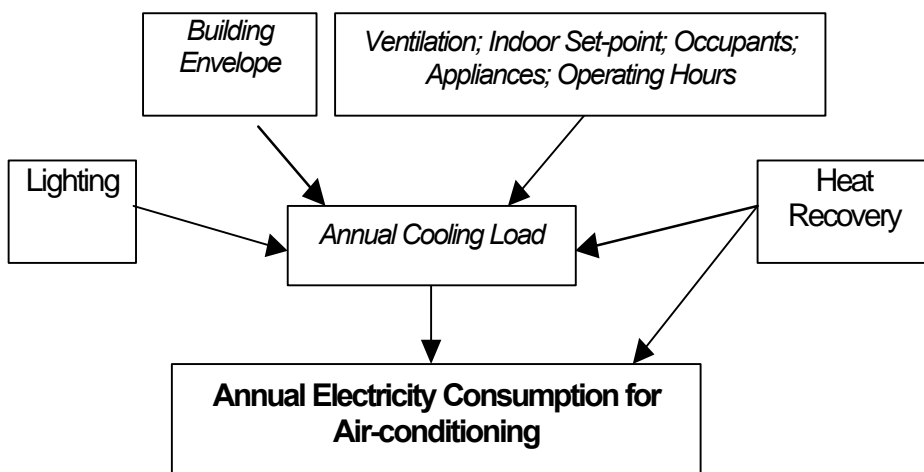 Building
Envelope
Ventilation; Indoor Set-point; Occupants;
Appliances; Operating Hours
Lighting
Annual Cooling Load
Heat
Recovery
Annual Electricity Consumption for
Air-conditioning